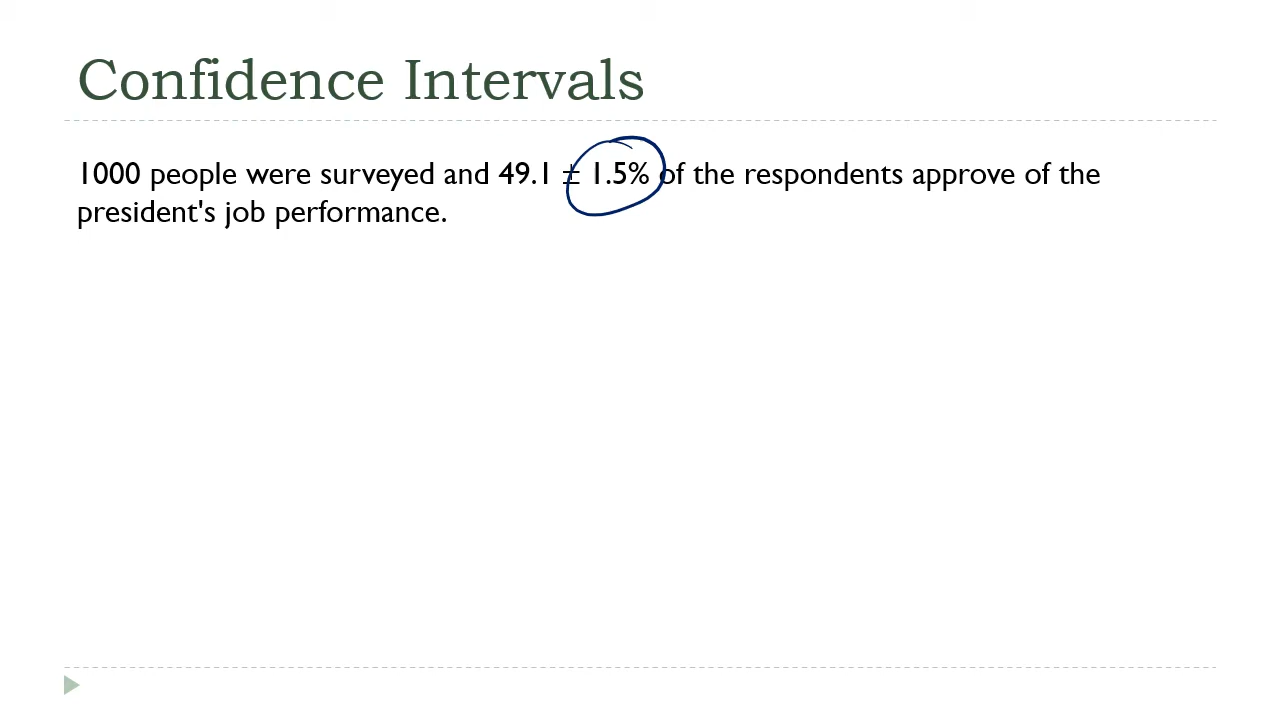 Confidence Intervals
1000 people were surveyed and 49.1 ± 1.5% of the respondents approve of the
president's job performance.